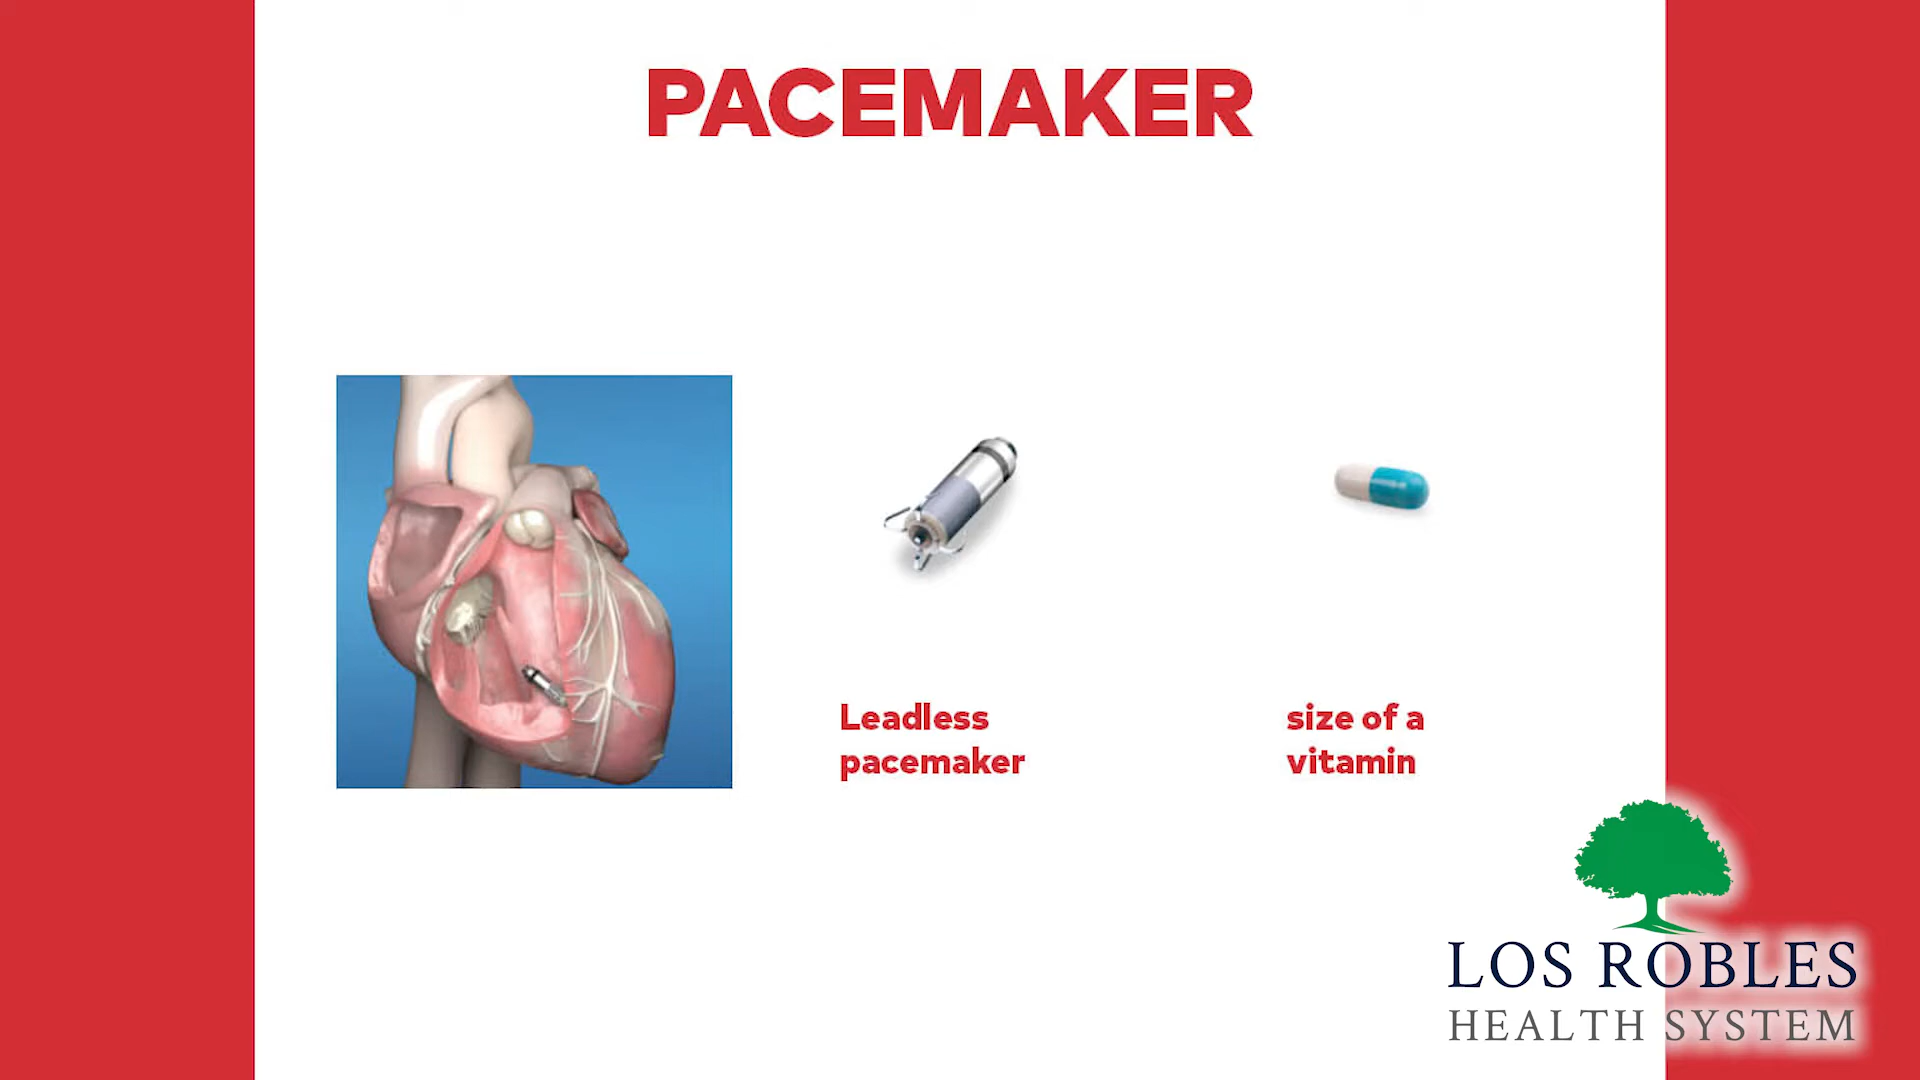 PACEMAKER
Leadless
pacemaker
size of a
vitamin
LOS ROBLES
HEALTH SYSTEM